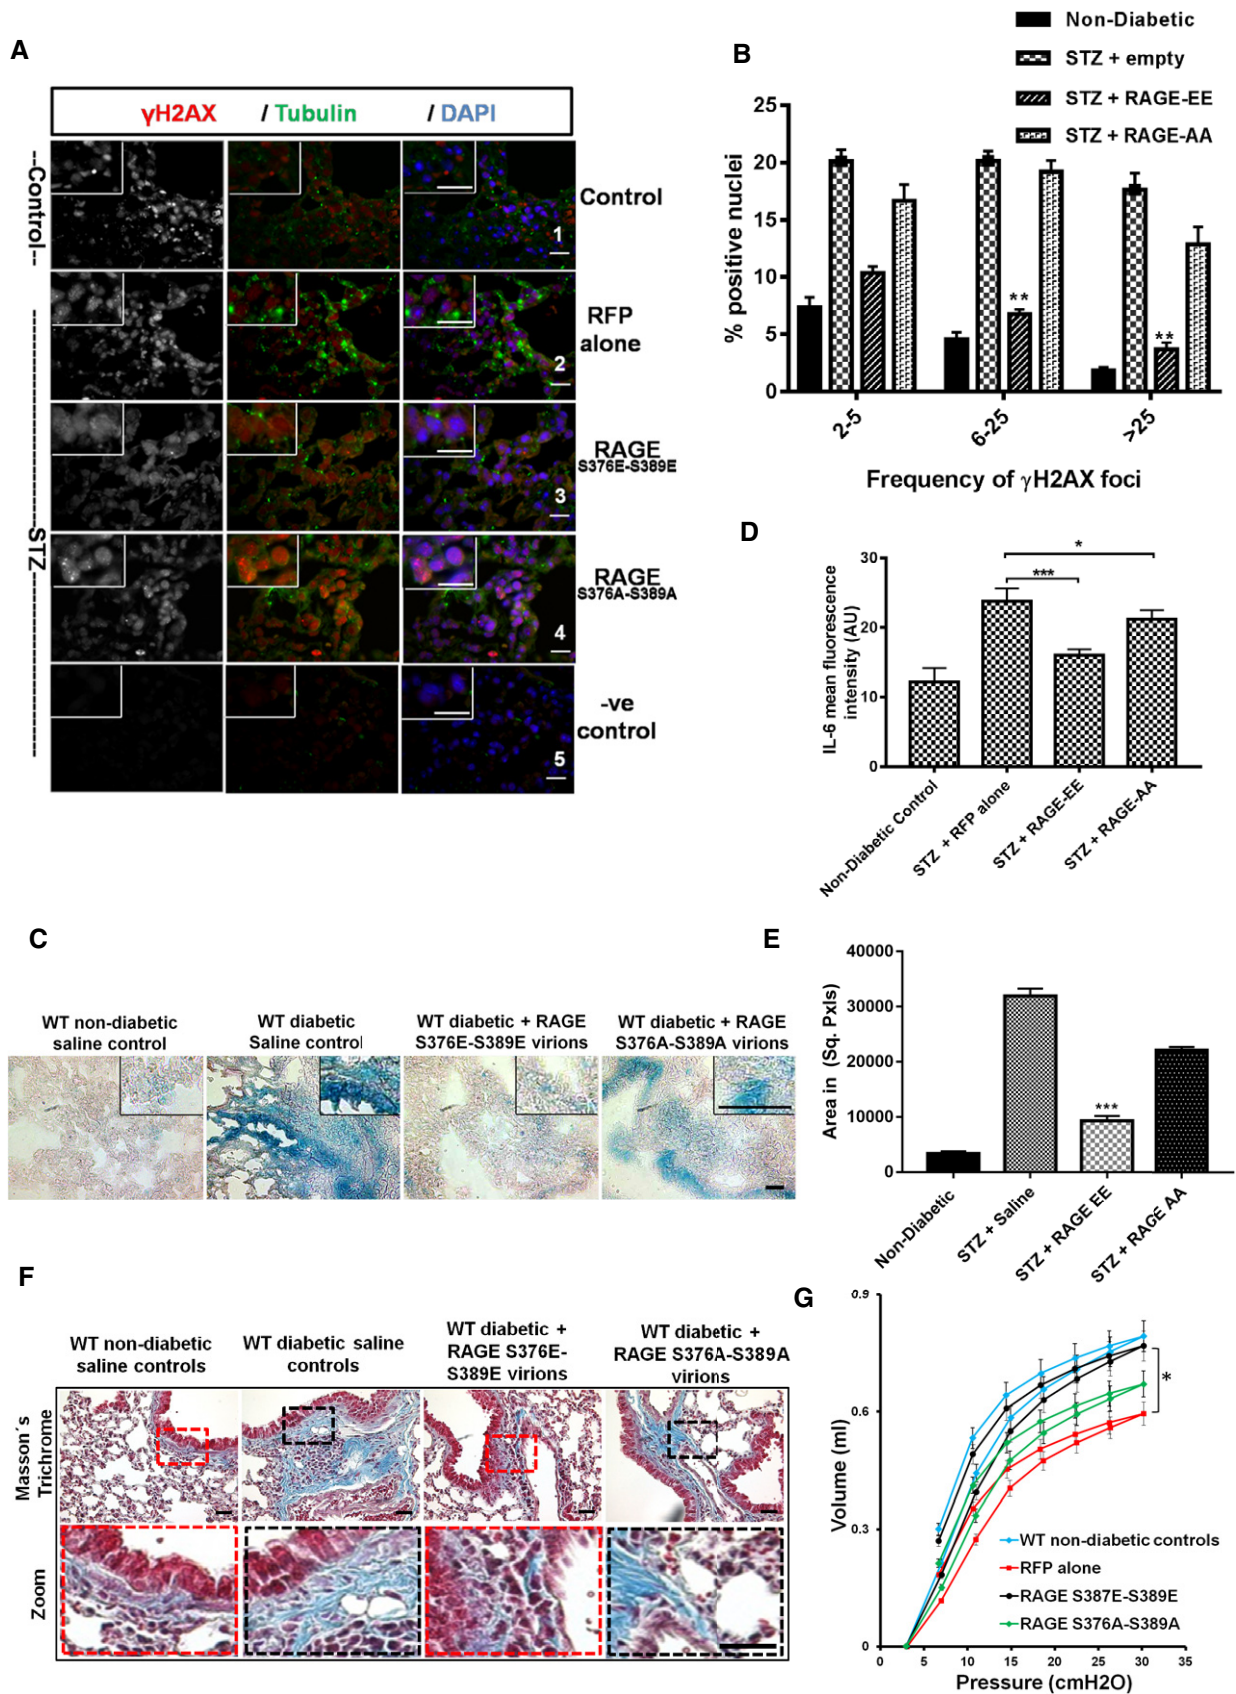 A
γH2AX / Tubulin / DAPI
--Control--
Control
1
RFP
alone
2
STZ
RAGE
S376E-S389E
3
RAGE
S376A-S389A
4
-ve
control
5
B
Non-Diabetic
STZ + empty
STZ + RAGE-EE
STZ + RAGE-AA
% positive nuclei
25
20
15
10
5
0
**
**
2-5
6-25
>25
Frequency of γH2AX foci
D
IL-6 mean fluorescence
intensity (AU)
30
20
10
0
*
***
Non-Diabetic Control
STZ + RFP alone
STZ + RAGE-EE
STZ + RAGE-AA
C
WT non-diabetic
saline control
WT diabetic
Saline control
WT diabetic + RAGE
S376E-S389E virions
WT diabetic + RAGE
S376A-S389A virions
E
Area in (Sq. Pxls)
40000
30000
20000
10000
0
***
Non-Diabetic
STZ + Saline
STZ + RAGE EE
STZ + RAGE AA
F
WT non-diabetic
saline controls
WT diabetic saline
controls
WT diabetic +
RAGE S376E-
S389E virions
WT diabetic +
RAGE S376A-S389A
virions
Masson´s
Trichrome
Zoom
G
Volume (ml)
0.9
0.6
0.3
0
*
WT non-diabetic controls
RFP alone
RAGE S387E-S389E
RAGE S376A-S389A
0 5 10 15 20 25 30 35
Pressure (cmH2O)